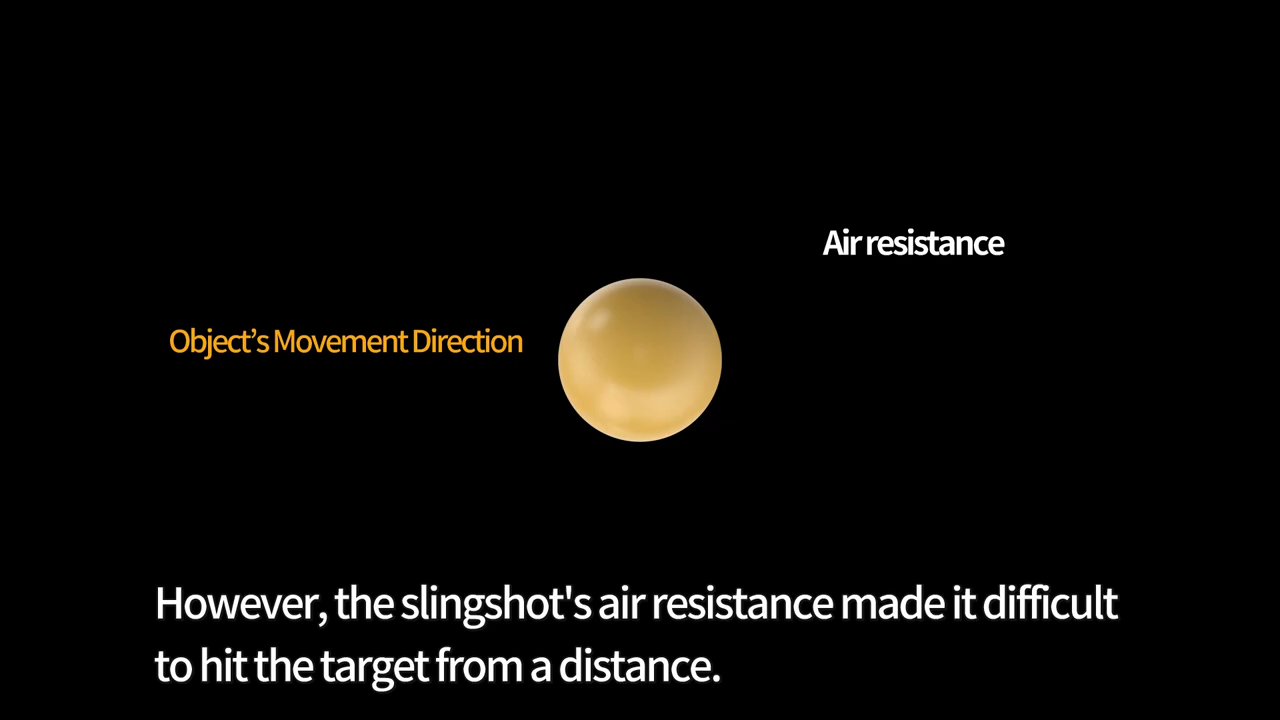 Air resistance
Object’s Movement Direction
However, the slingshot's air resistance made it difficult
to hit the target from a distance.